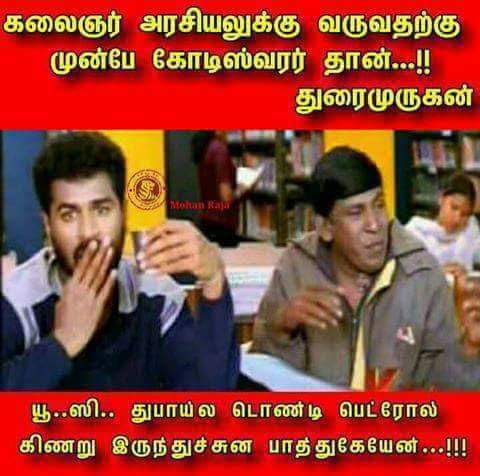 கலைஞர் அரசியலுக்கு வருவதற்கு
முன்பே கோடிஸ்வரர் தான்...!!
துரைமுருகன்
Mohan Raja
யூ..ஸி.. துபாய்ல டொண்டி பெட்ரோல்
கிணறு இருந்துச்சுன பாத்துகேயேன்...!!!